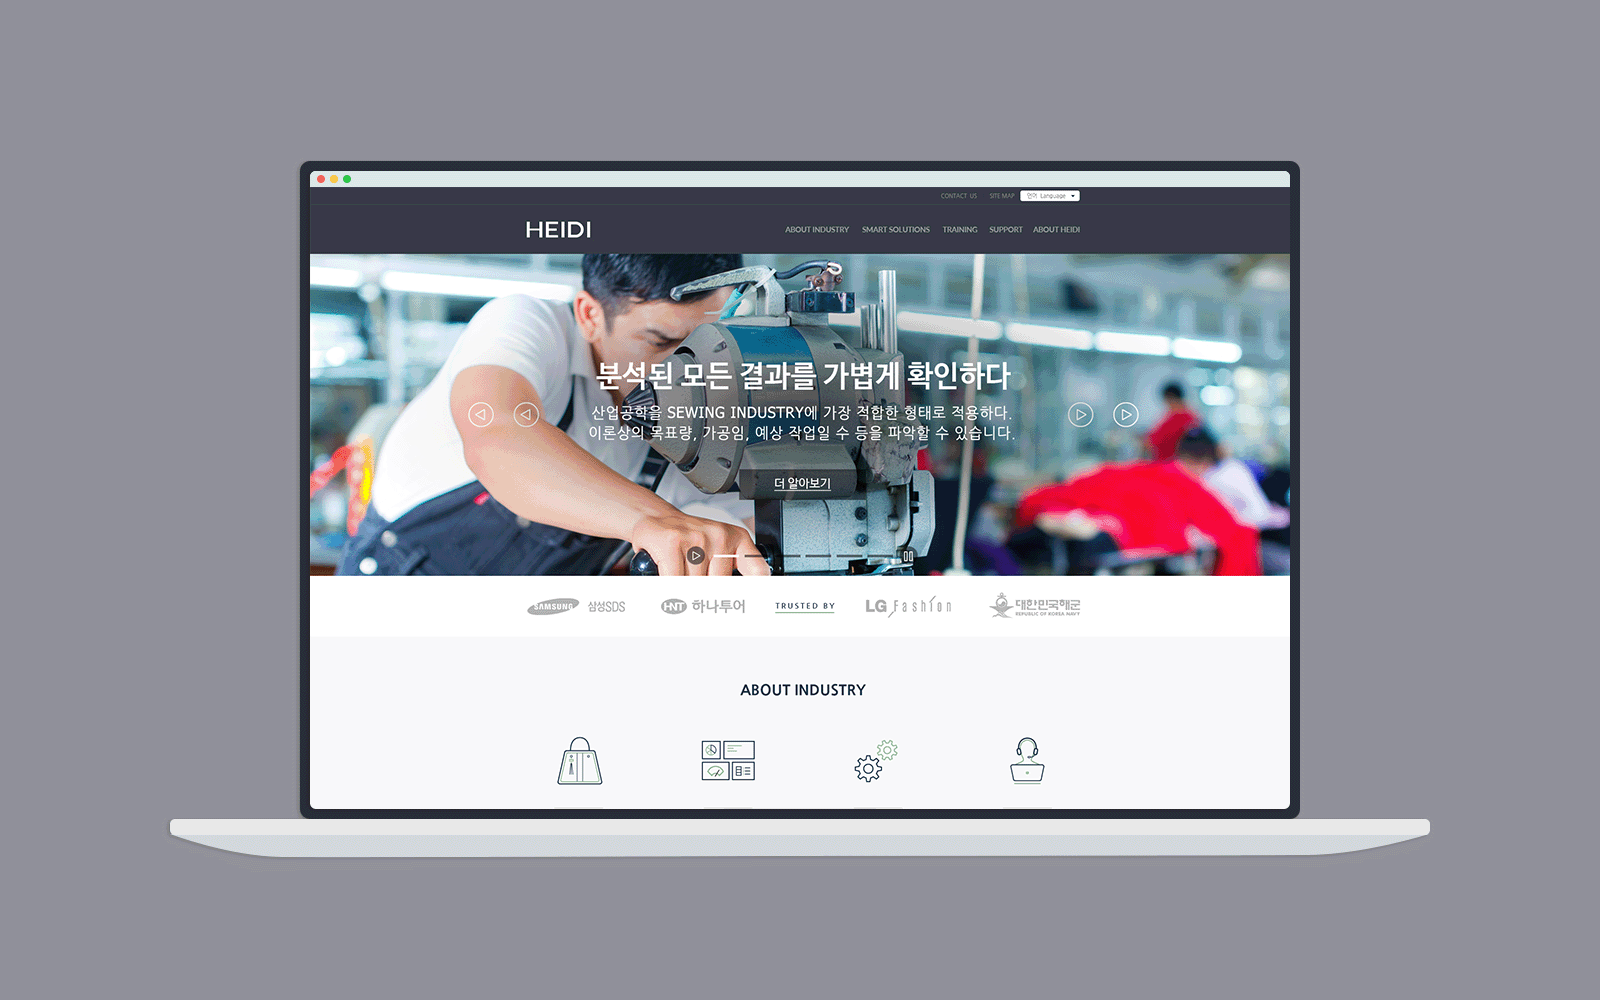 CONTACT US SITE MAP 언어 Language
HEIDI ABOUT INDUSTRY SMART SOLUTIONS TRAINING SUPPORT ABOUT HEIDI
분석된 모든 결과를 가볍게 확인하다
산업공학을 SEWING INDUSTRY에 가장 적합한 형태로 적용하다.
이론상의 목표량, 가공임, 예상 작업일 수 등을 파악할 수 있습니다.
더 알아보기
SAMSUNG 삼성SDS HNT 하나투어 TRUSTED BY LG Fashion 대한민국해군
REPUBLIC OF KOREA NAVY
ABOUT INDUSTRY